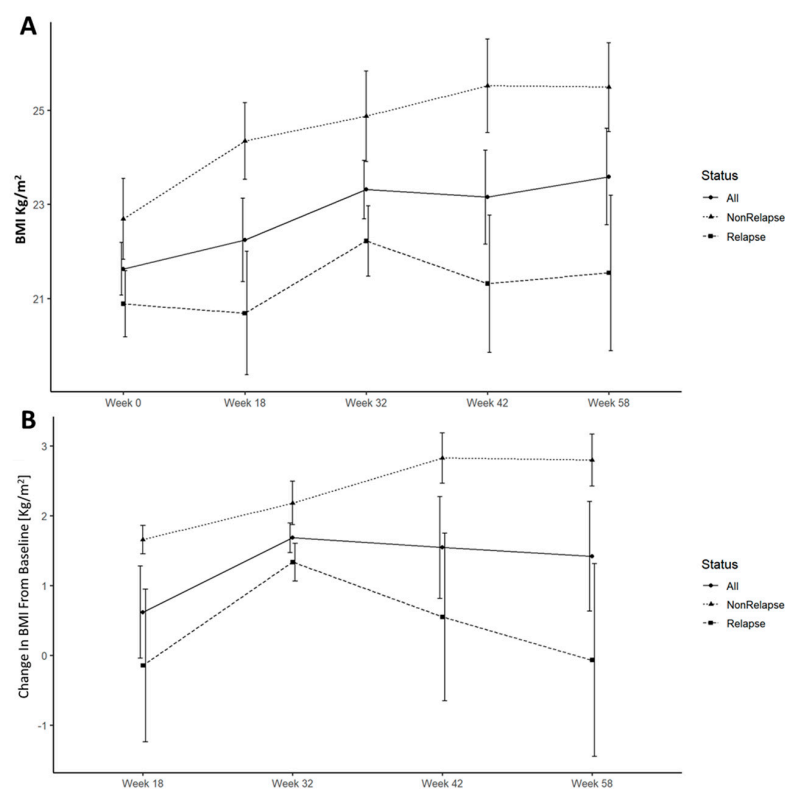 A
BMI Kg/m²
25
23
21
Week 0 Week 18 Week 32 Week 42 Week 58
Status
All
NonRelapse
Relapse
B
Change In BMI From Baseline [Kg/m²]
3
2
1
0
-1
Week 18 Week 32 Week 42 Week 58
Status
All
NonRelapse
Relapse